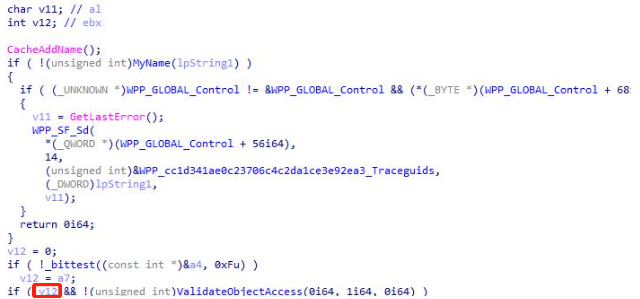 char v11; // al
int v12; // ebx
CacheAddName();
if ( !(unsigned int)MyName(lpString1) )
{
if ( (_UNKNOWN *)WPP_GLOBAL_Control != &WPP_GLOBAL_Control && (*(_BYTE *)(WPP_GLOBAL_Control + 68
{
v11 = GetLastError();
WPP_SF_Sd(
*(_QWORD *)(WPP_GLOBAL_Control + 56i64),
14,
(unsigned int)&WPP_cc1d341ae0c23706c4c2da1ce3e92ea3_Traceguids,
(_DWORD)lpString1,
v11);
}
return 0i64;
}
v12 = 0;
if ( !_bittest((const int *)&a4, 0xFu) )
v12 = a7;
if ( v12 && !(unsigned int)ValidateObjectAccess(0i64, 1i64, 0i64) )